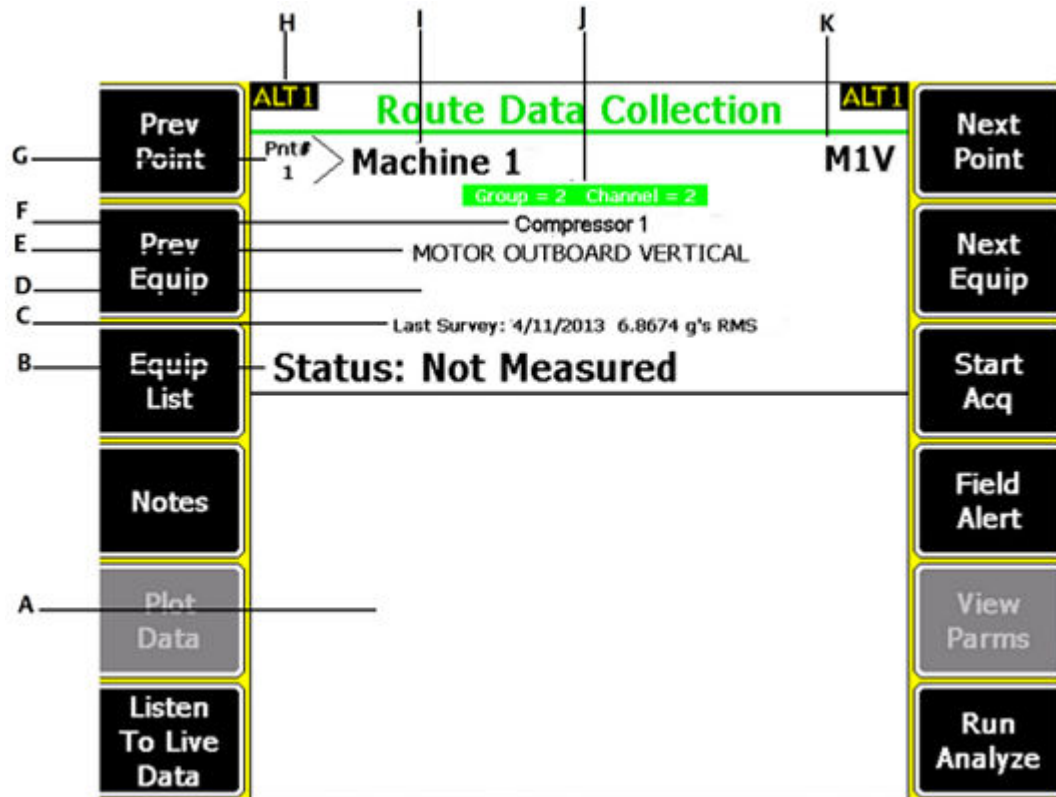 H I J K
ALT1 Route Data Collection ALT1
Prev
Point
Next
Point
G
Pnt#
1
Machine 1
M1V
Group = 2 Channel = 2
F
Compressor 1
E
MOTOR OUTBOARD VERTICAL
Prev
Equip
Next
Equip
D
C
Last Survey: 4/11/2013 6.8674 g's RMS
B
Status: Not Measured
Equip
List
Start
Acq
Notes
Field
Alert
A
Plot
Data
View
Parms
Listen
To Live
Data
Run
Analyze